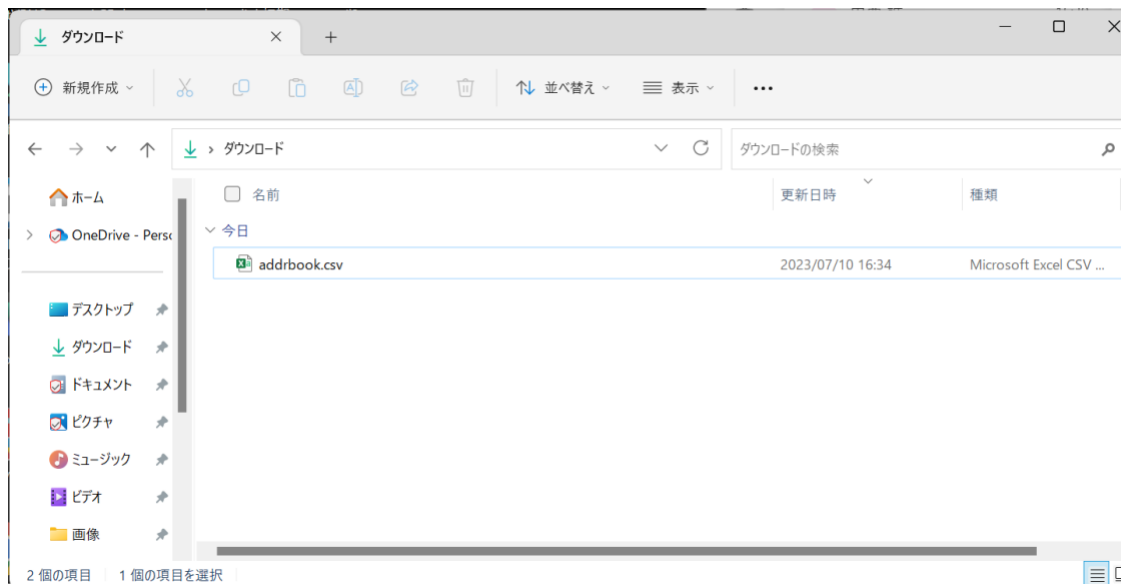 ダウンロード
新規作成
並べ替え
表示
ダウンロード
ダウンロードの検索
ホーム
OneDrive - Perso
デスクトップ
ダウンロード
ドキュメント
ピクチャ
ミュージック
ビデオ
画像
名前
更新日時
種類
今日
addrbook.csv
2023/07/10 16:34
Microsoft Excel CSV ...
2 個の項目
1 個の項目を選択